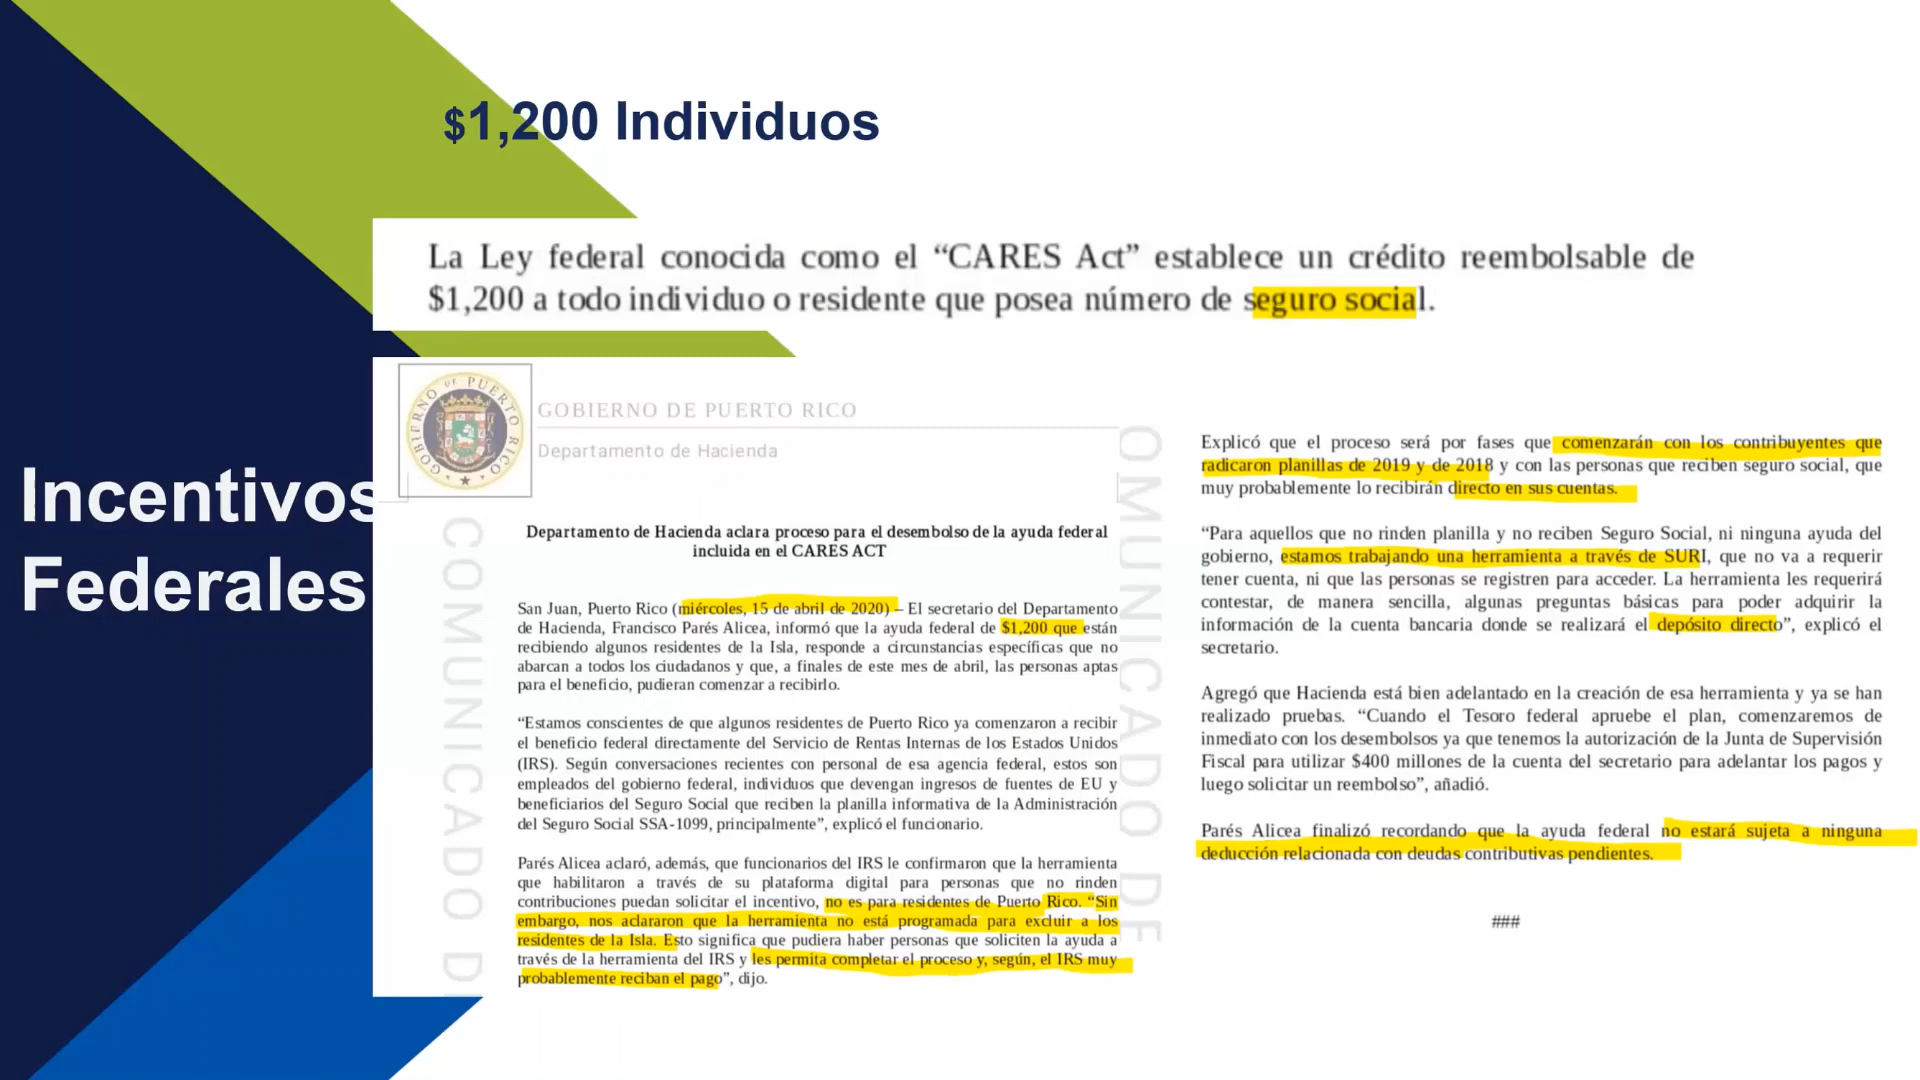 $1,200 Individuos
La Ley federal conocida como el “CARES Act” establece un crédito reembolsable de
$1,200 a todo individuo o residente que posea número de seguro social.
Incentivos
Federales
GOBIERNO DE PUERTO RICO
GOBIERNO DE PUERTO RICO
Departamento de Hacienda
COMUNICADO D
OMUNICADO DE
Departamento de Hacienda aclara proceso para el desembolso de la ayuda federal
incluida en el CARES ACT
San Juan, Puerto Rico (miércoles, 15 de abril de 2020) – El secretario del Departamento
de Hacienda, Francisco Parés Alicea, informó que la ayuda federal de $1,200 que están
recibiendo algunos residentes de la Isla, responde a circunstancias específicas que no
abarcan a todos los ciudadanos y que, a finales de este mes de abril, las personas aptas
para el beneficio, pudieran comenzar a recibirlo.
“Estamos conscientes de que algunos residentes de Puerto Rico ya comenzaron a recibir
el beneficio federal directamente del Servicio de Rentas Internas de los Estados Unidos
(IRS). Según conversaciones recientes con personal de esa agencia federal, estos son
empleados del gobierno federal, individuos que devengan ingresos de fuentes de EU y
beneficiarios del Seguro Social que reciben la planilla informativa de la Administración
del Seguro Social SSA-1099, principalmente”, explicó el funcionario.
Parés Alicea aclaró, además, que funcionarios del IRS le confirmaron que la herramienta
que habilitaron a través de su plataforma digital para personas que no rinden
contribuciones puedan solicitar el incentivo, no es para residentes de Puerto Rico. “Sin
embargo, nos aclararon que la herramienta no está programada para excluir a los
residentes de la Isla. Esto significa que pudiera haber personas que soliciten la ayuda a
través de la herramienta del IRS y les permita completar el proceso y, según, el IRS muy
probablemente reciban el pago”, dijo.
Explicó que el proceso será por fases que comenzarán con los contribuyentes que
radicaron planillas de 2019 y de 2018 y con las personas que reciben seguro social, que
muy probablemente lo recibirán directo en sus cuentas.
“Para aquellos que no rinden planilla y no reciben Seguro Social, ni ninguna ayuda del
gobierno, estamos trabajando una herramienta a través de SURI, que no va a requerir
tener cuenta, ni que las personas se registren para acceder. La herramienta les requerirá
contestar, de manera sencilla, algunas preguntas básicas para poder adquirir la
información de la cuenta bancaria donde se realizará el depósito directo”, explicó el
secretario.
Agregó que Hacienda está bien adelantado en la creación de esa herramienta y ya se han
realizado pruebas. “Cuando el Tesoro federal apruebe el plan, comenzaremos de
inmediato con los desembolsos ya que tenemos la autorización de la Junta de Supervisión
Fiscal para utilizar $400 millones de la cuenta del secretario para adelantar los pagos y
luego solicitar un reembolso”, añadió.
Parés Alicea finalizó recordando que la ayuda federal no estará sujeta a ninguna
deducción relacionada con deudas contributivas pendientes.
###